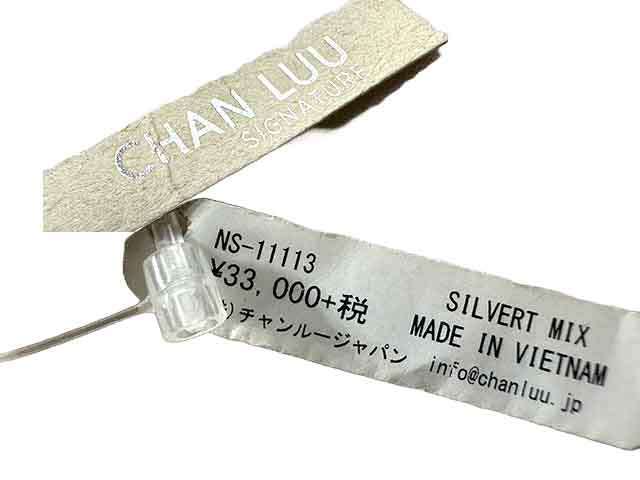 CHAN LUU
SIGNATURE
NS-11113
¥33,000+税
)チャンルージャパン
SILVERT MIX
MADE IN VIETNAM
info@chanluu.jp